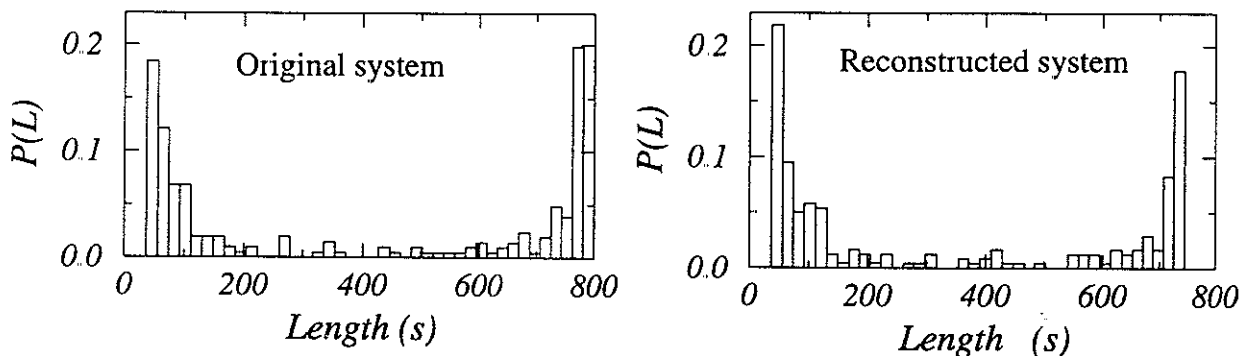 0.2
Original system
P(L)
0.1
0.0
0 200 400 600 800
Length (s)
0.2
Reconstructed system
P(L)
0.1
0.0
0 200 400 600 800
Length (s)